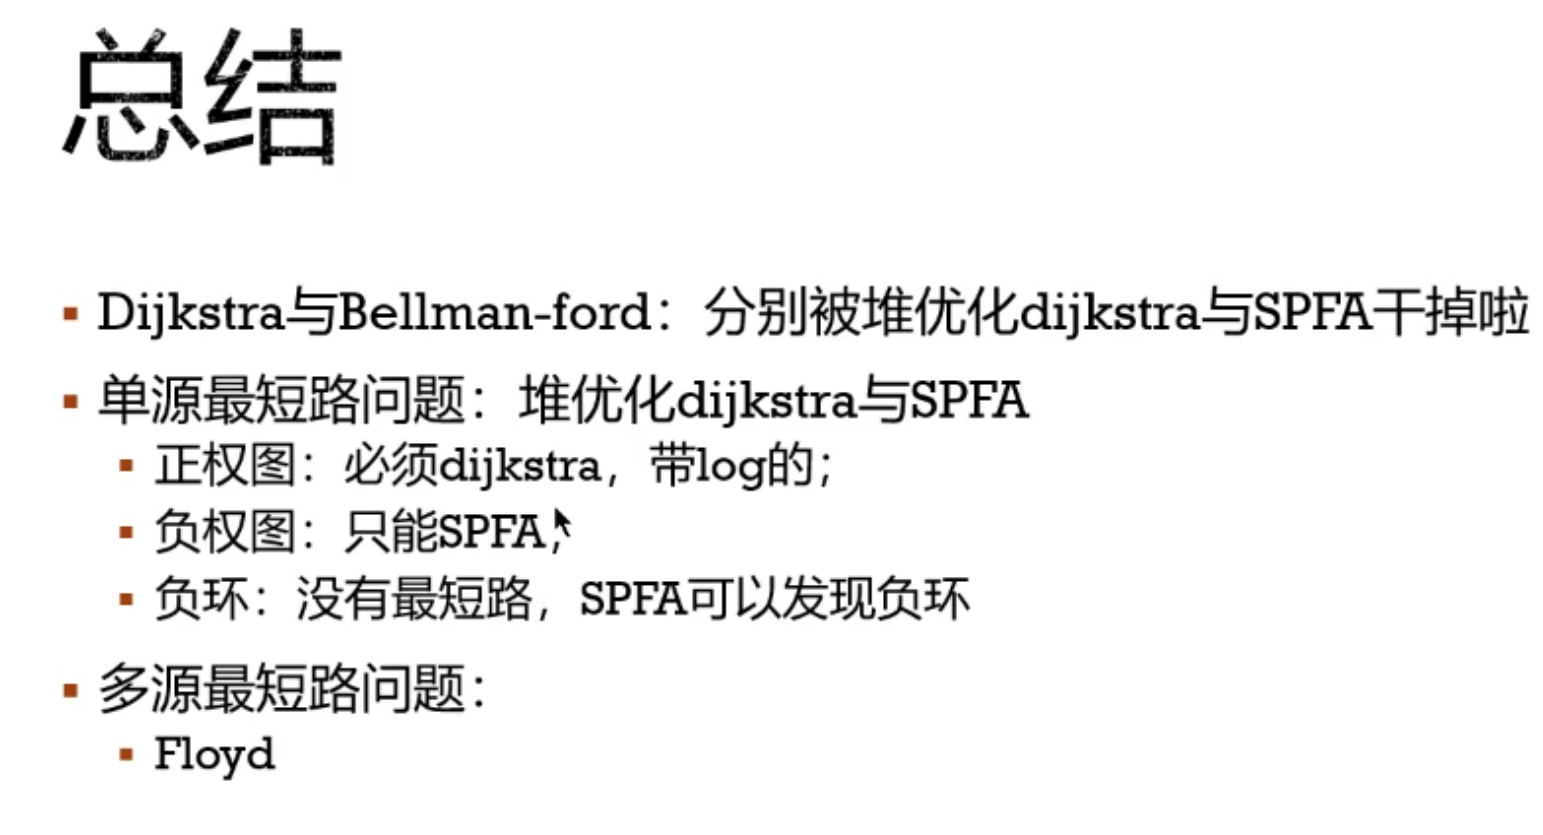 总结
Dijkstra与Bellman-ford：分别被堆优化dijkstra与SPFA干掉啦
单源最短路问题：堆优化dijkstra与SPFA
正权图：必须dijkstra，带log的；
负权图：只能SPFA；
负环：没有最短路，SPFA可以发现负环
多源最短路问题：
Floyd